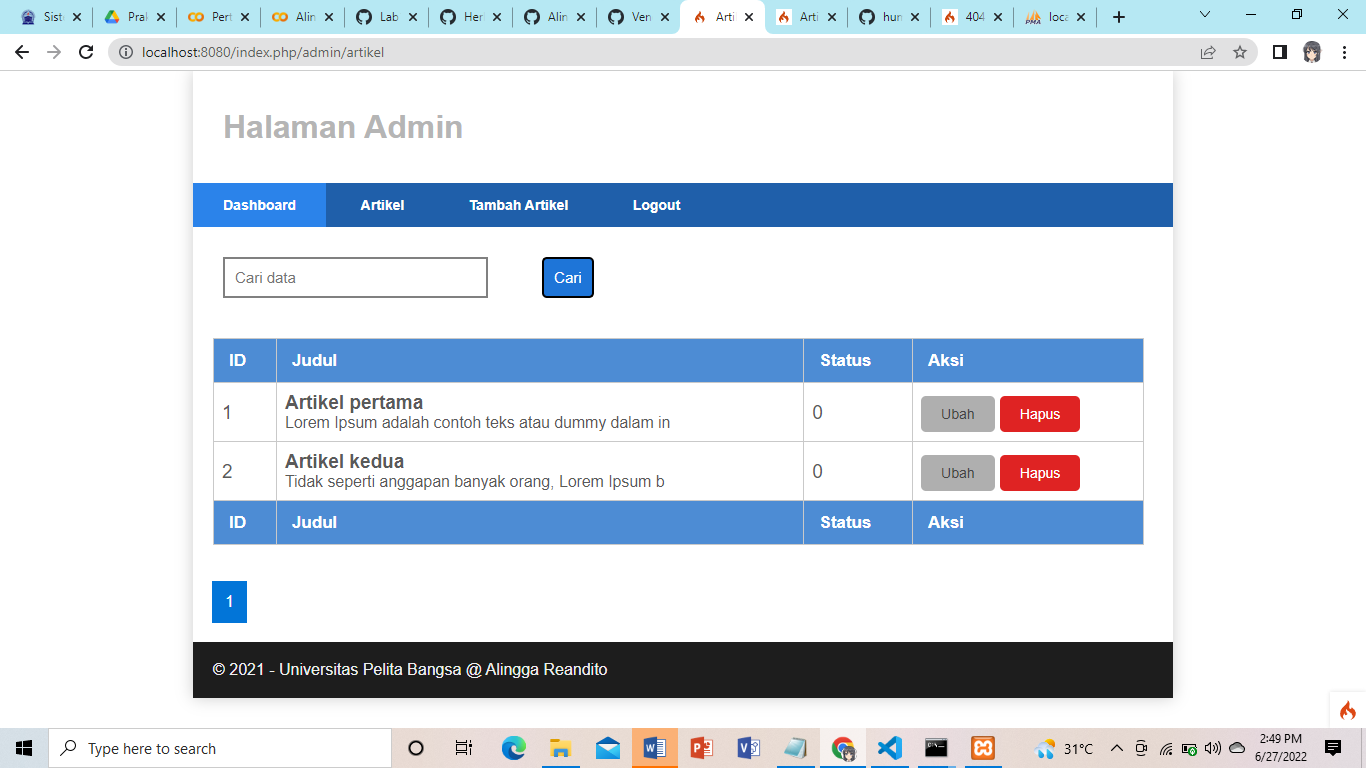 Sist
Pral
Pert
Alin
Lab
Her
Alin
Ven
Arti
Arti
hur
404
loca
localhost:8080/index.php/admin/artikel
Halaman Admin
Dashboard Artikel Tambah Artikel Logout
Cari data Cari
ID Judul Status Aksi
1 Artikel pertama 0 Ubah Hapus
Lorem Ipsum adalah contoh teks atau dummy dalam in
2 Artikel kedua 0 Ubah Hapus
Tidak seperti anggapan banyak orang, Lorem Ipsum b
ID Judul Status Aksi
1
© 2021 - Universitas Pelita Bangsa @ Alingga Reandito
Type here to search
31°C
2:49 PM
6/27/2022